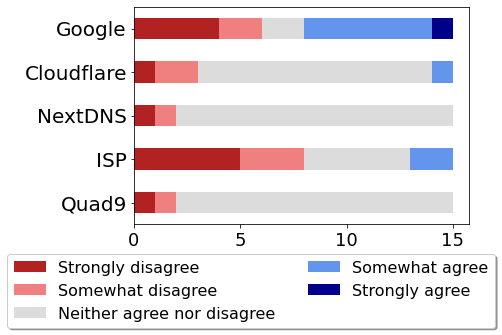 Google
Cloudflare
NextDNS
ISP
Quad9
0 5 10 15
Strongly disagree
Somewhat disagree
Neither agree nor disagree
Somewhat agree
Strongly agree